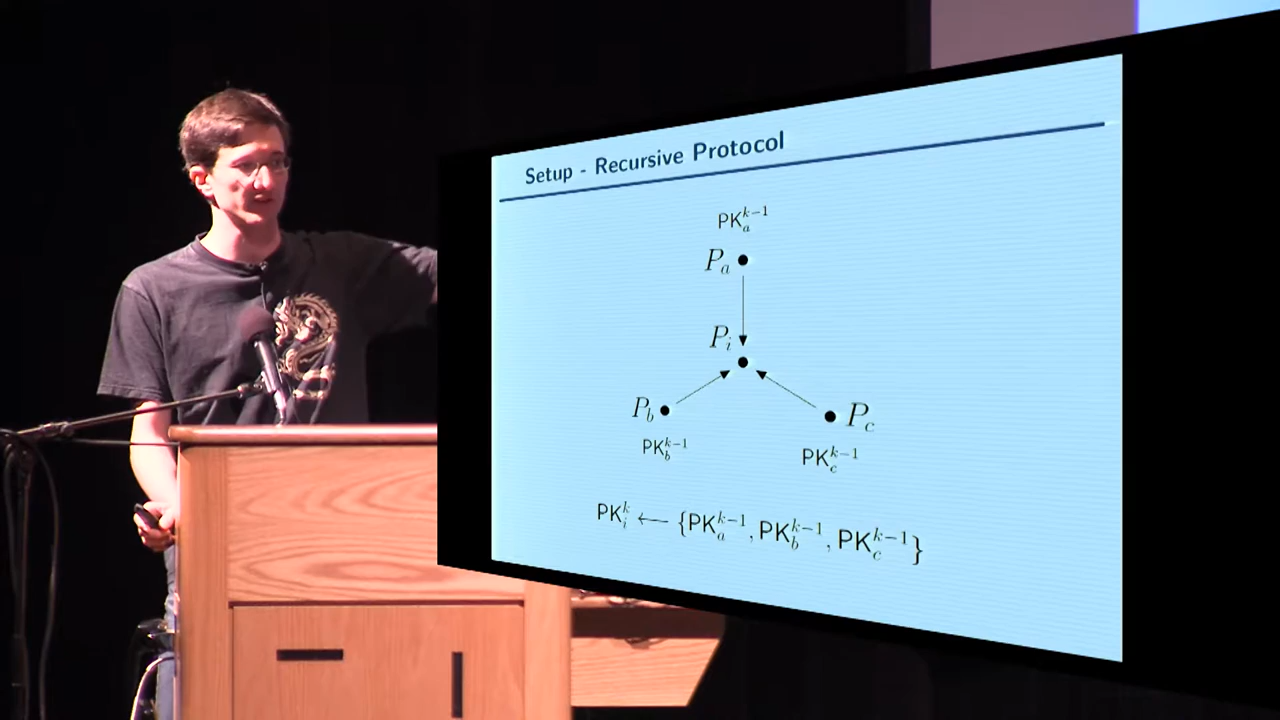 Setup - Recursive Protocol
PK_a^{k-1}
P_a
P_i
P_b
P_c
PK_b^{k-1}
PK_c^{k-1}
PK_i^k ⟵ {PK_a^{k-1}, PK_b^{k-1}, PK_c^{k-1}}